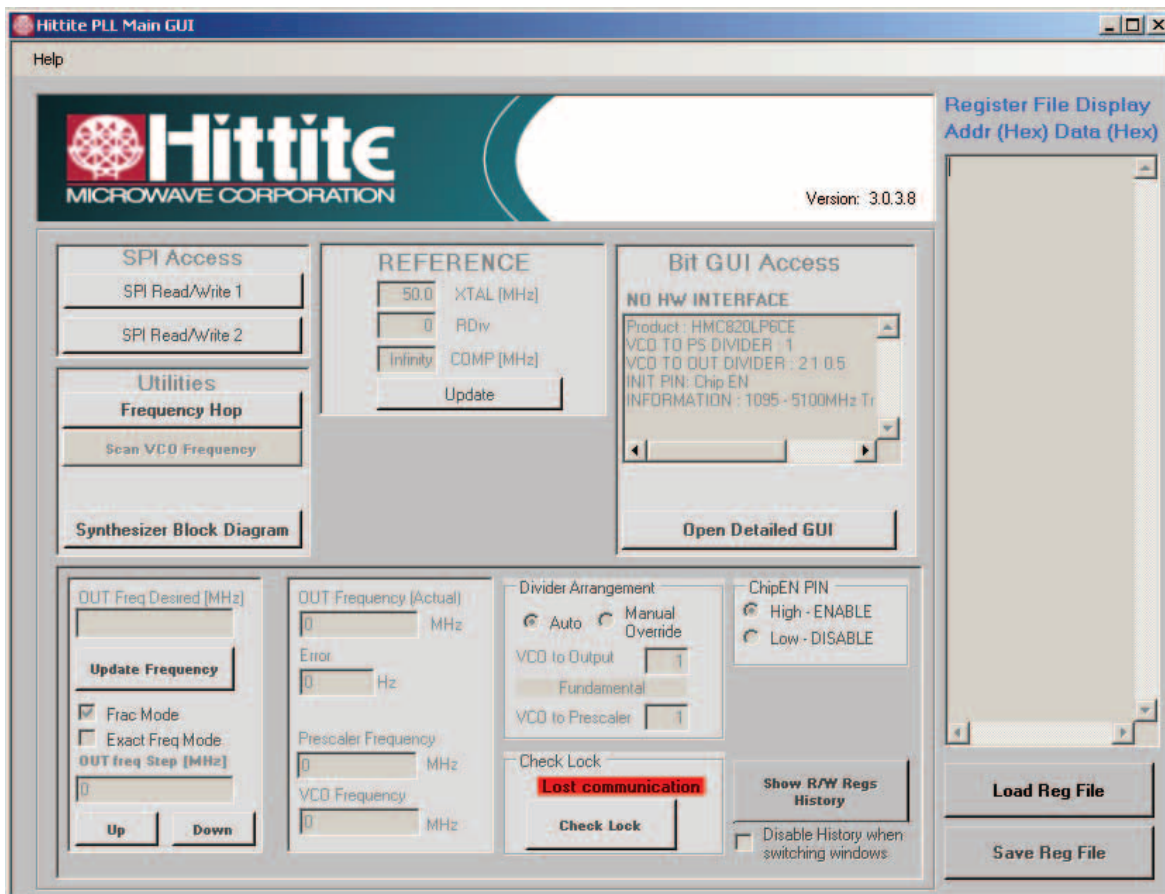 Hittite PLL Main GUI
Help
Hittite
MICROWAVE CORPORATION
Version: 3.0.3.8
Register File Display
Addr (Hex) Data (Hex)
SPI Access
SPI Read/Write 1
SPI Read/Write 2
Utilities
Frequency Hop
Scan VCO Frequency
Synthesizer Block Diagram
REFERENCE
50.0 XTAL (MHz)
0 RDiv
Infinity COMP (MHz)
Update
Bit GUI Access
NO HW INTERFACE
Product : HMC820LP6CE
VCO TO PS DIVIDER : 1
VCO TO OUT DIVIDER : 2 1 0.5
INIT PIN: Chip EN
INFORMATION : 1095 - 5100MHz Tr
Open Detailed GUI
OUT Freq Desired (MHz)
Update Frequency
Frac Mode
Exact Freq Mode
OUT freq Step (MHz)
0
Up Down
OUT Frequency (Actual)
0 MHz
Error
0 Hz
Prescaler Frequency
0 MHz
VCO Frequency
0 MHz
Divider Arrangement
Auto Manual Override
VCO to Output 1
Fundamental
VCO to Prescaler 1
Check Lock
Lost communication
Check Lock
ChipEN PIN
High - ENABLE
Low - DISABLE
Show R/W Regs
History
Disable History when
switching windows
Load Reg File
Save Reg File